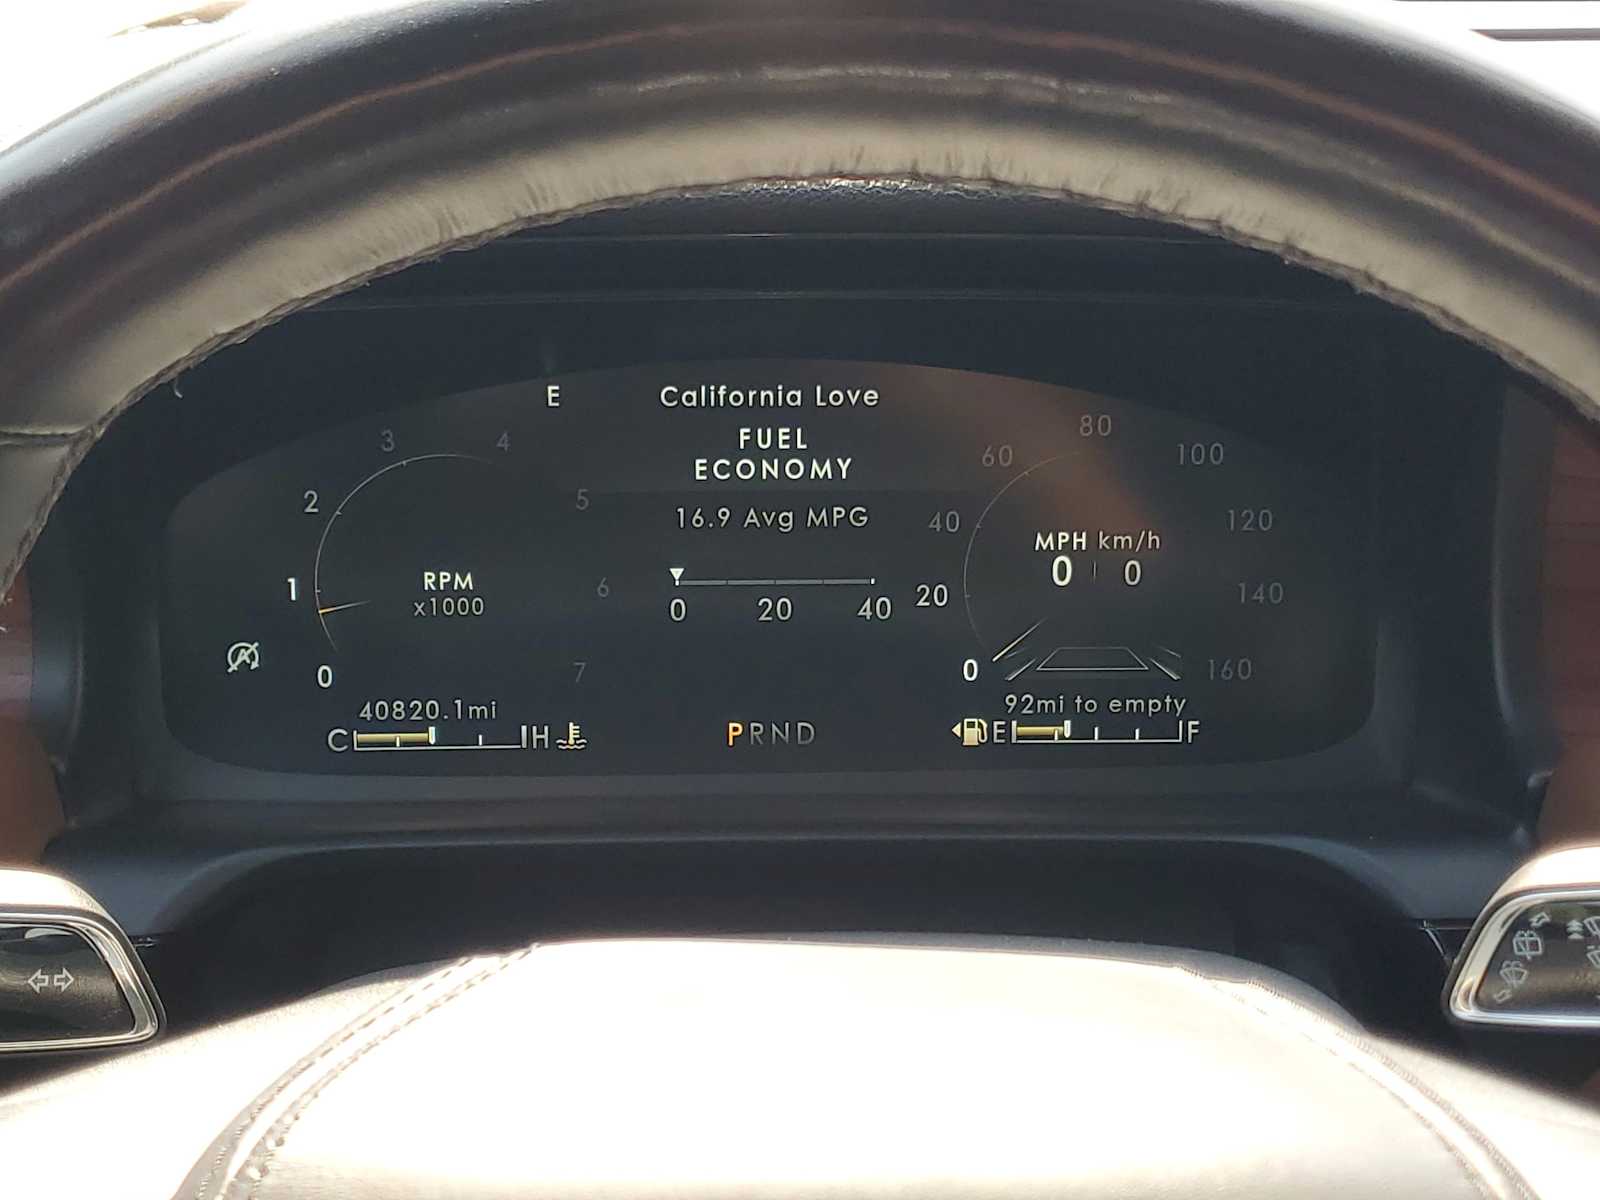 E California Love
FUEL
ECONOMY
16.9 Avg MPG
0 20 40
0 1 2 3 4 5 6 7
RPM
x1000
0 20 40 60 80 100 120 140 160
MPH km/h
0 0
40820.1mi
C H
PRND
92mi to empty
E F